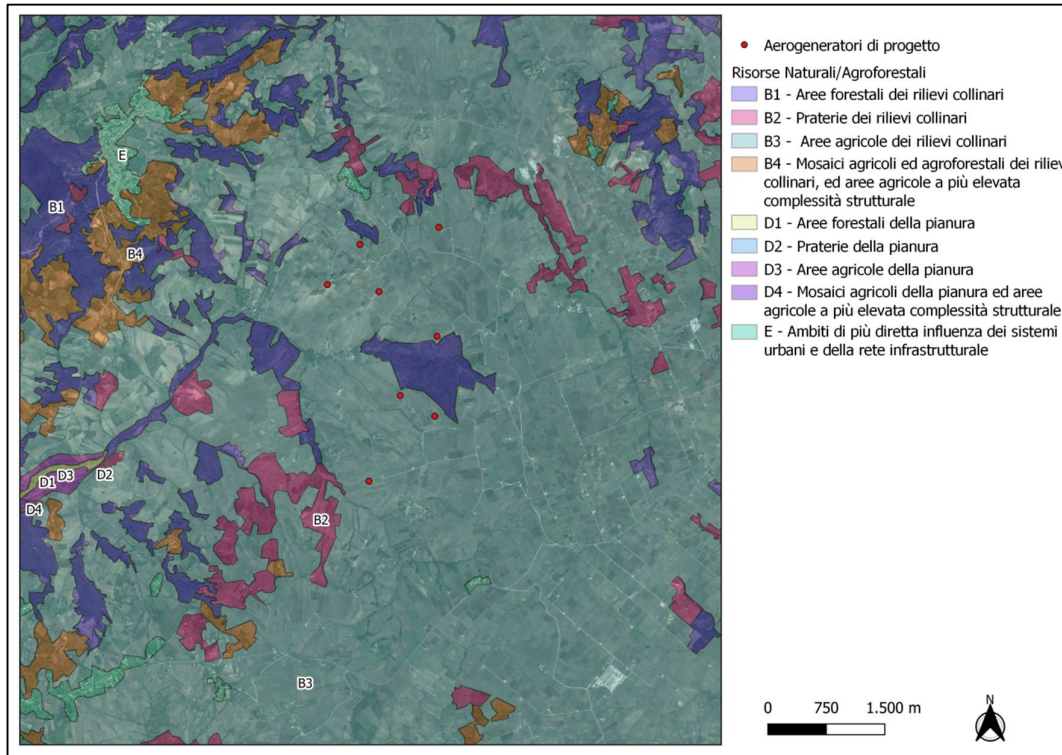 Aerogeneratori di progetto
Risorse Naturali/Agroforestali
B1 - Aree forestali dei rilievi collinari
B2 - Praterie dei rilievi collinari
B3 - Aree agricole dei rilievi collinari
B4 - Mosaici agricoli ed agroforestali dei riliev
collinari, ed aree agricole a più elevata
complessità strutturale
D1 - Aree forestali della pianura
D2 - Praterie della pianura
D3 - Aree agricole della pianura
D4 - Mosaici agricoli della pianura ed aree
agricole a più elevata complessità strutturale
E - Ambiti di più diretta influenza dei sistemi
urbani e della rete infrastrutturale
E
B1
B4
D3
D2
D1
D4
B2
B3
0 750 1.500 m
N